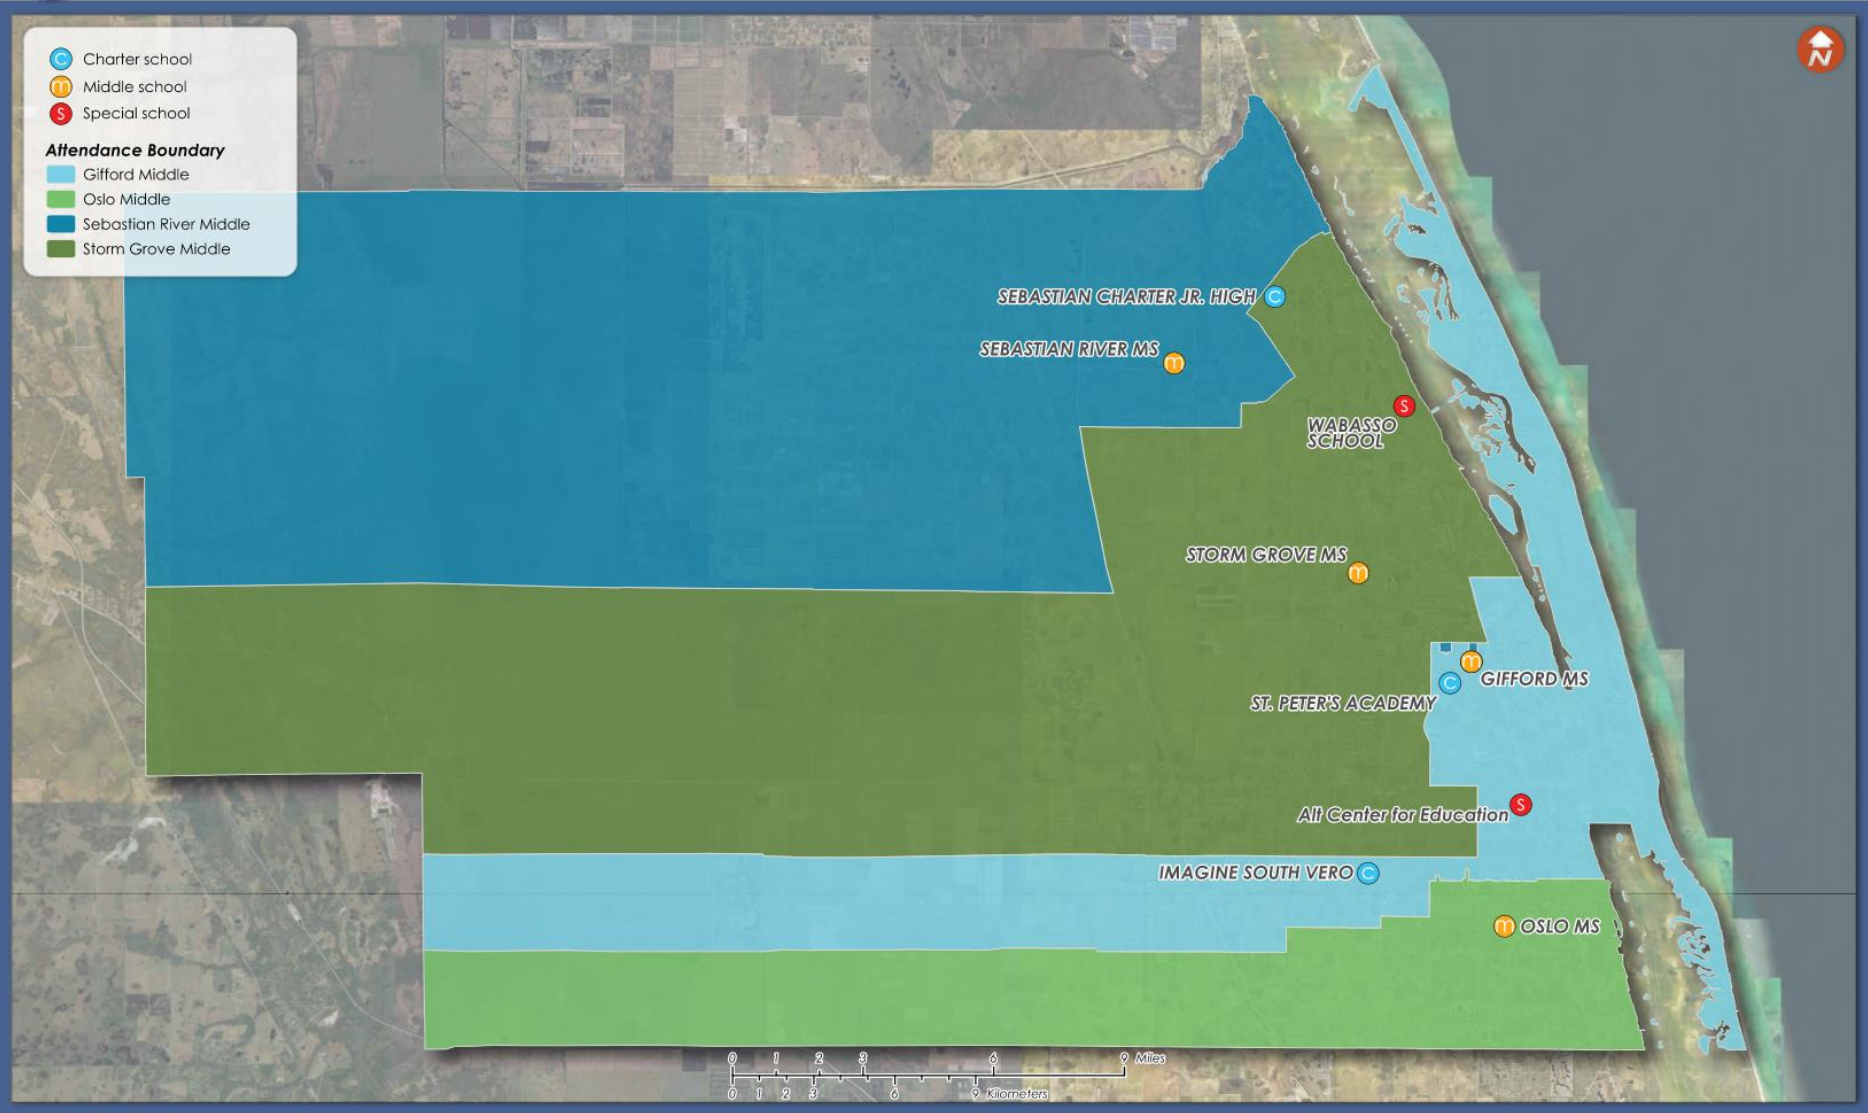 C Charter school
m Middle school
S Special school
Attendance Boundary
Gifford Middle
Oslo Middle
Sebastian River Middle
Storm Grove Middle
N
SEBASTIAN CHARTER JR. HIGH C
SEBASTIAN RIVER MS
m
S
WABASSO
SCHOOL
STORM GROVE MS
m
m
GIFFORD MS
C
ST. PETER'S ACADEMY
S
Alt Center for Education
IMAGINE SOUTH VERO C
m OSLO MS
0 1 2 3 6 9 Miles
0 1 2 3 6 9 Kilometers